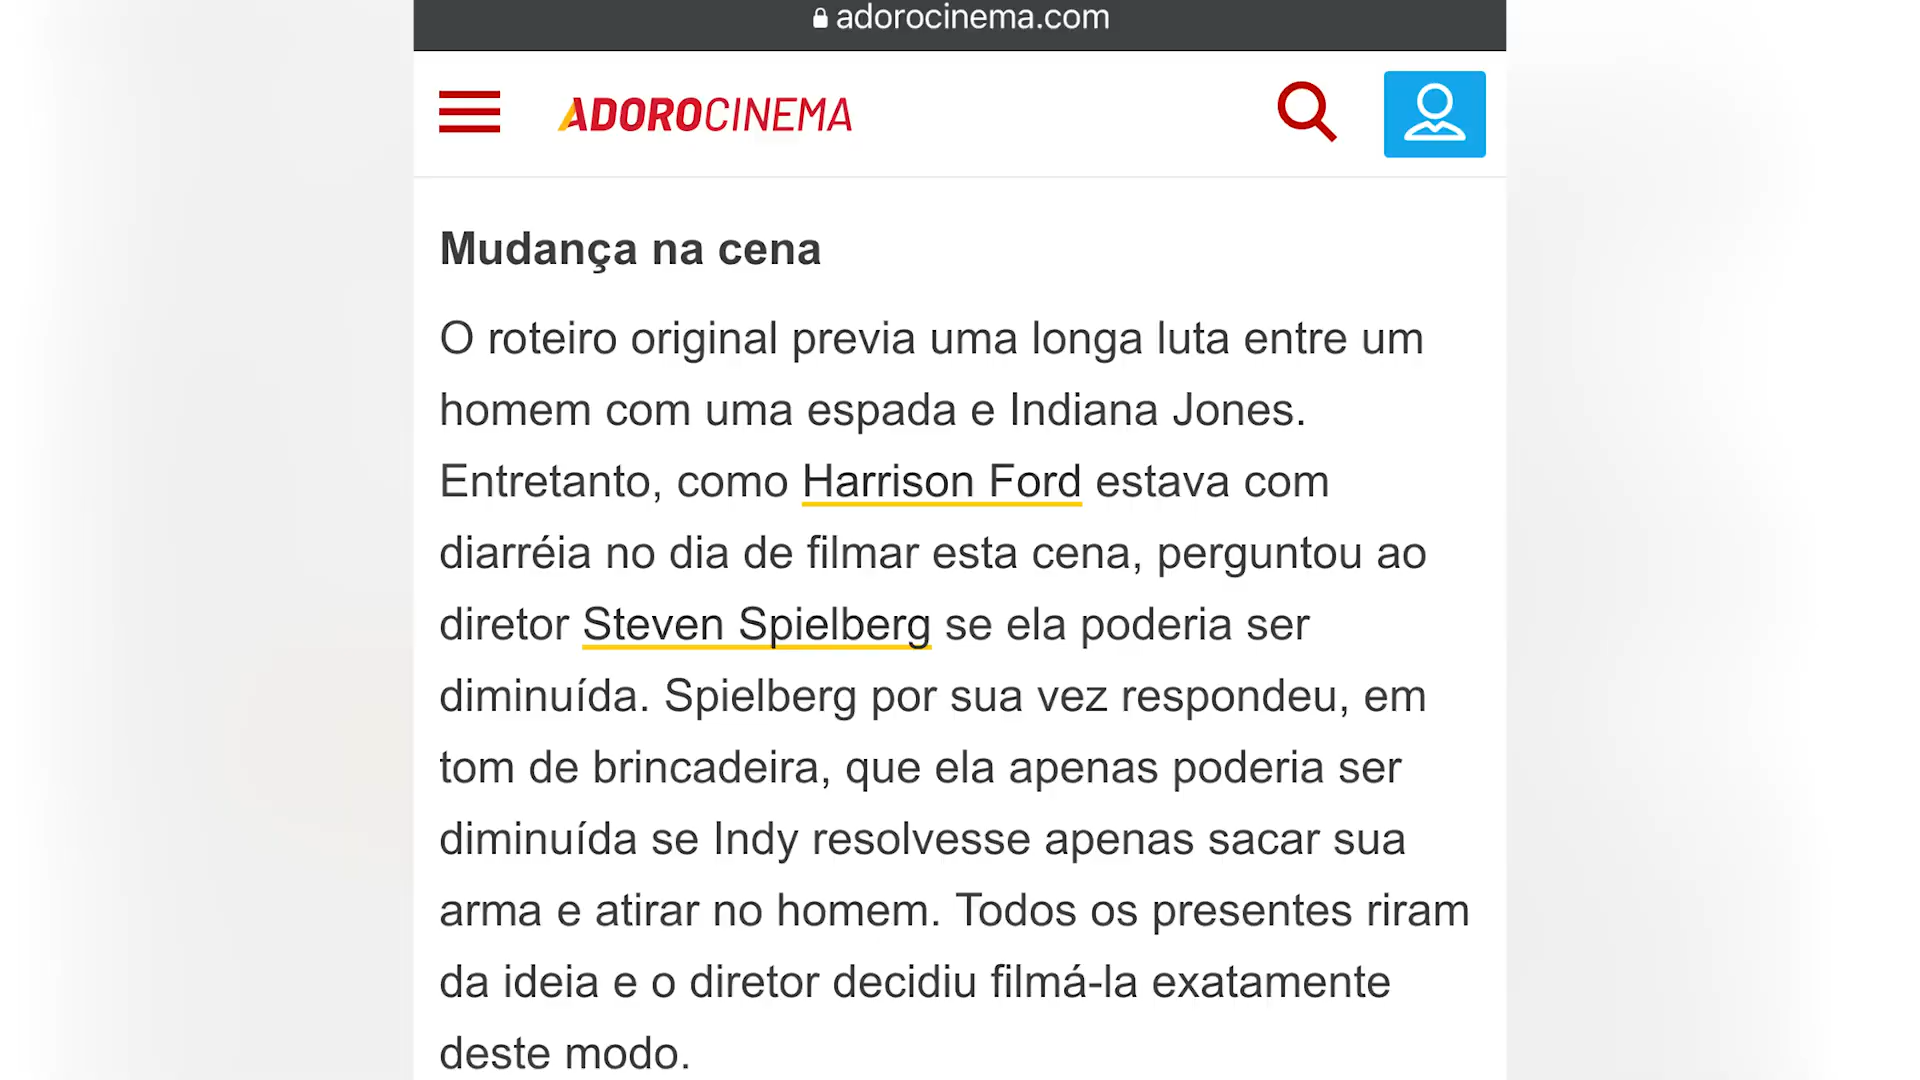 adorocinema.com
ADOROCINEMA
Mudança na cena
O roteiro original previa uma longa luta entre um
homem com uma espada e Indiana Jones.
Entretanto, como Harrison Ford estava com
diarréia no dia de filmar esta cena, perguntou ao
diretor Steven Spielberg se ela poderia ser
diminuída. Spielberg por sua vez respondeu, em
tom de brincadeira, que ela apenas poderia ser
diminuída se Indy resolvesse apenas sacar sua
arma e atirar no homem. Todos os presentes riram
da ideia e o diretor decidiu filmá-la exatamente
deste modo.